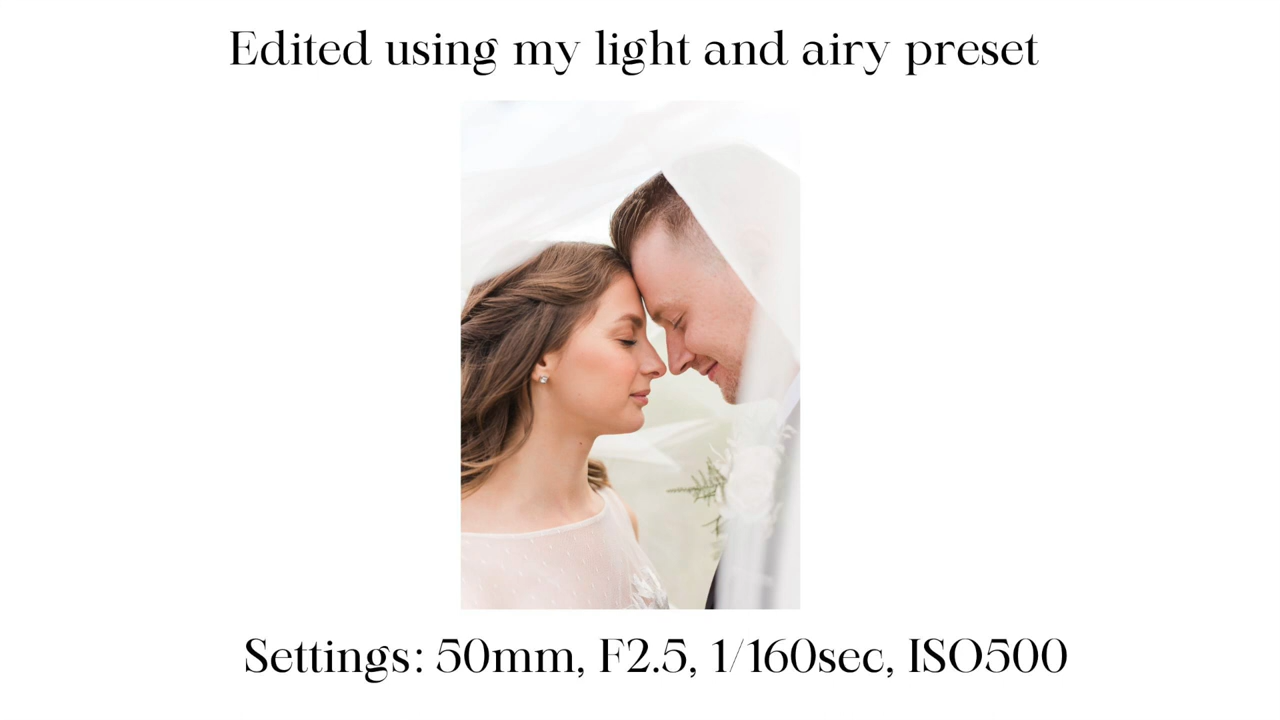 Edited using my light and airy preset
Settings: 50mm, F2.5, 1/160sec, ISO500